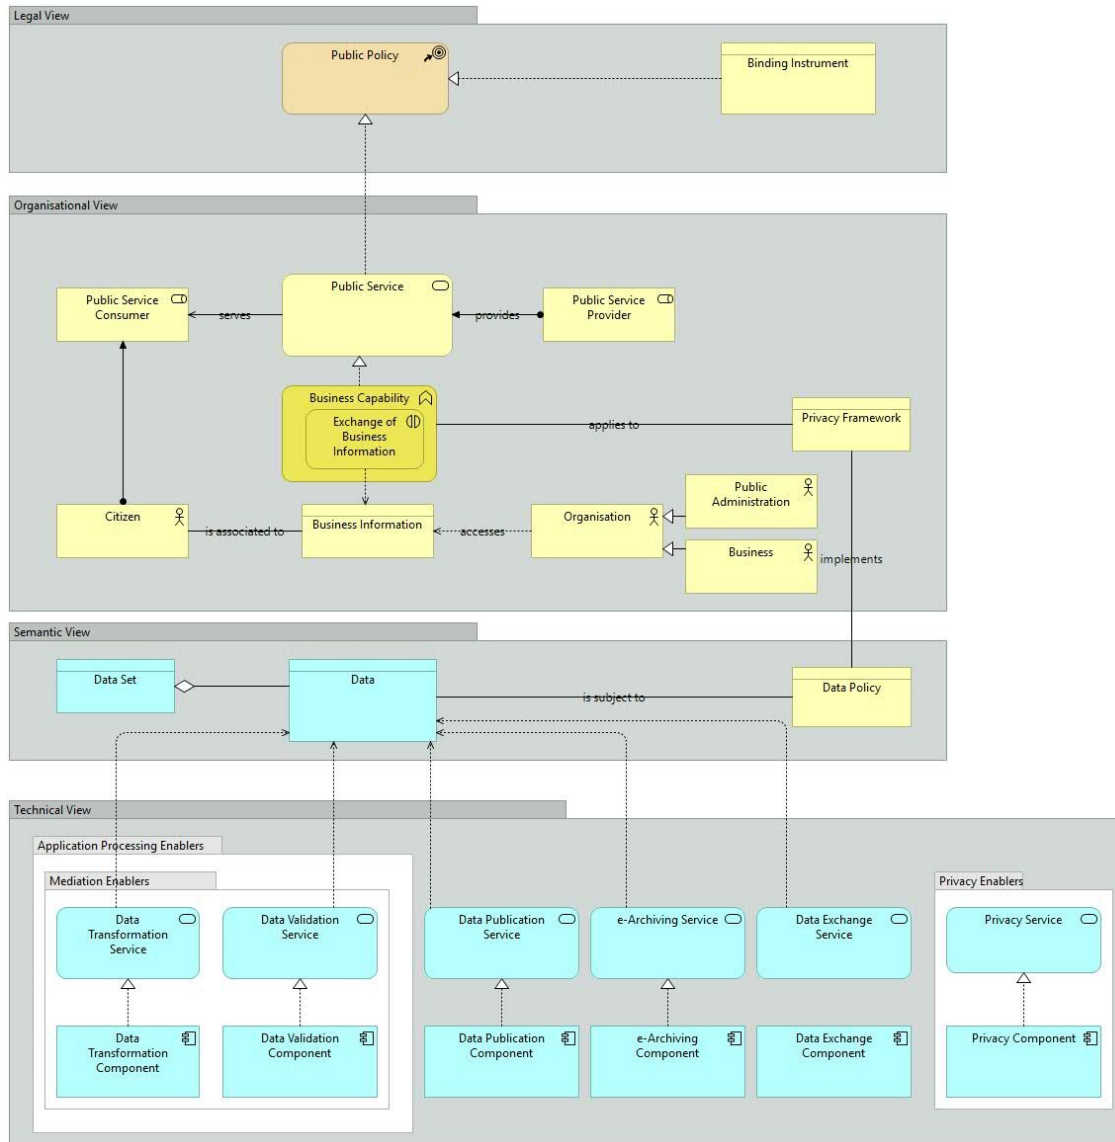 Legal View
Public Policy
Binding Instrument
Organisational View
Public Service
Consumer
serves
Public Service
provides
Public Service
Provider
Business Capability
Exchange of
Business
Information
applies to
Privacy Framework
Citizen
is associated to
Business Information
accesses
Organisation
Public
Administration
Business
implements
Semantic View
Data Set
Data
is subject to
Data Policy
Technical View
Application Processing Enablers
Mediation Enablers
Privacy Enablers
Data
Transformation
Service
Data Validation
Service
Data Publication
Service
e-Archiving Service
Data Exchange
Service
Privacy Service
Data
Transformation
Component
Data Validation
Component
Data Publication
Component
e-Archiving
Component
Data Exchange
Component
Privacy Component